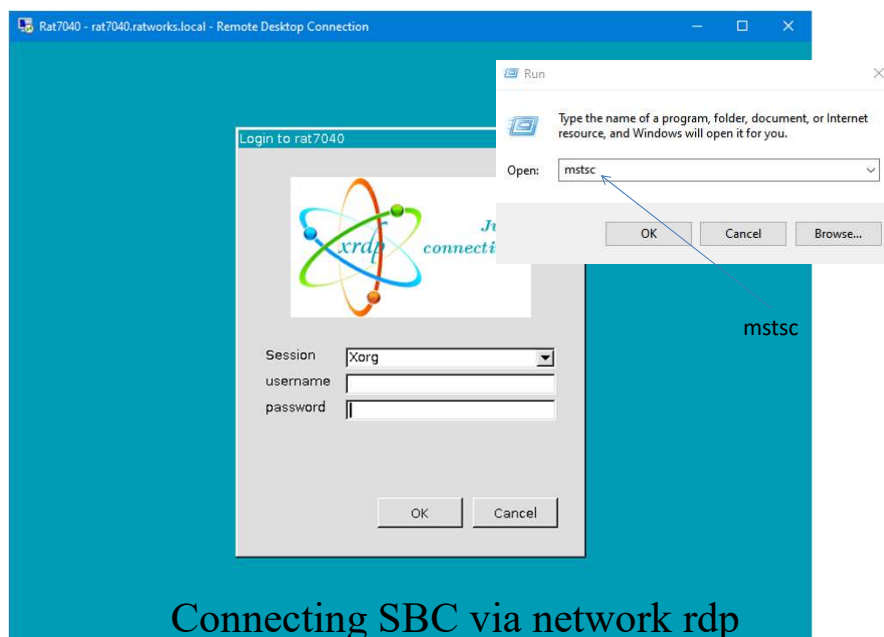 Rat7040 - rat7040.ratworks.local - Remote Desktop Connection
Run
Type the name of a program, folder, document, or Internet
resource, and Windows will open it for you.
Open: mstsc
OK Cancel Browse...
mstsc
Login to rat7040
xrdp
connecti
Session Xorg
username
password
OK Cancel
Connecting SBC via network rdp